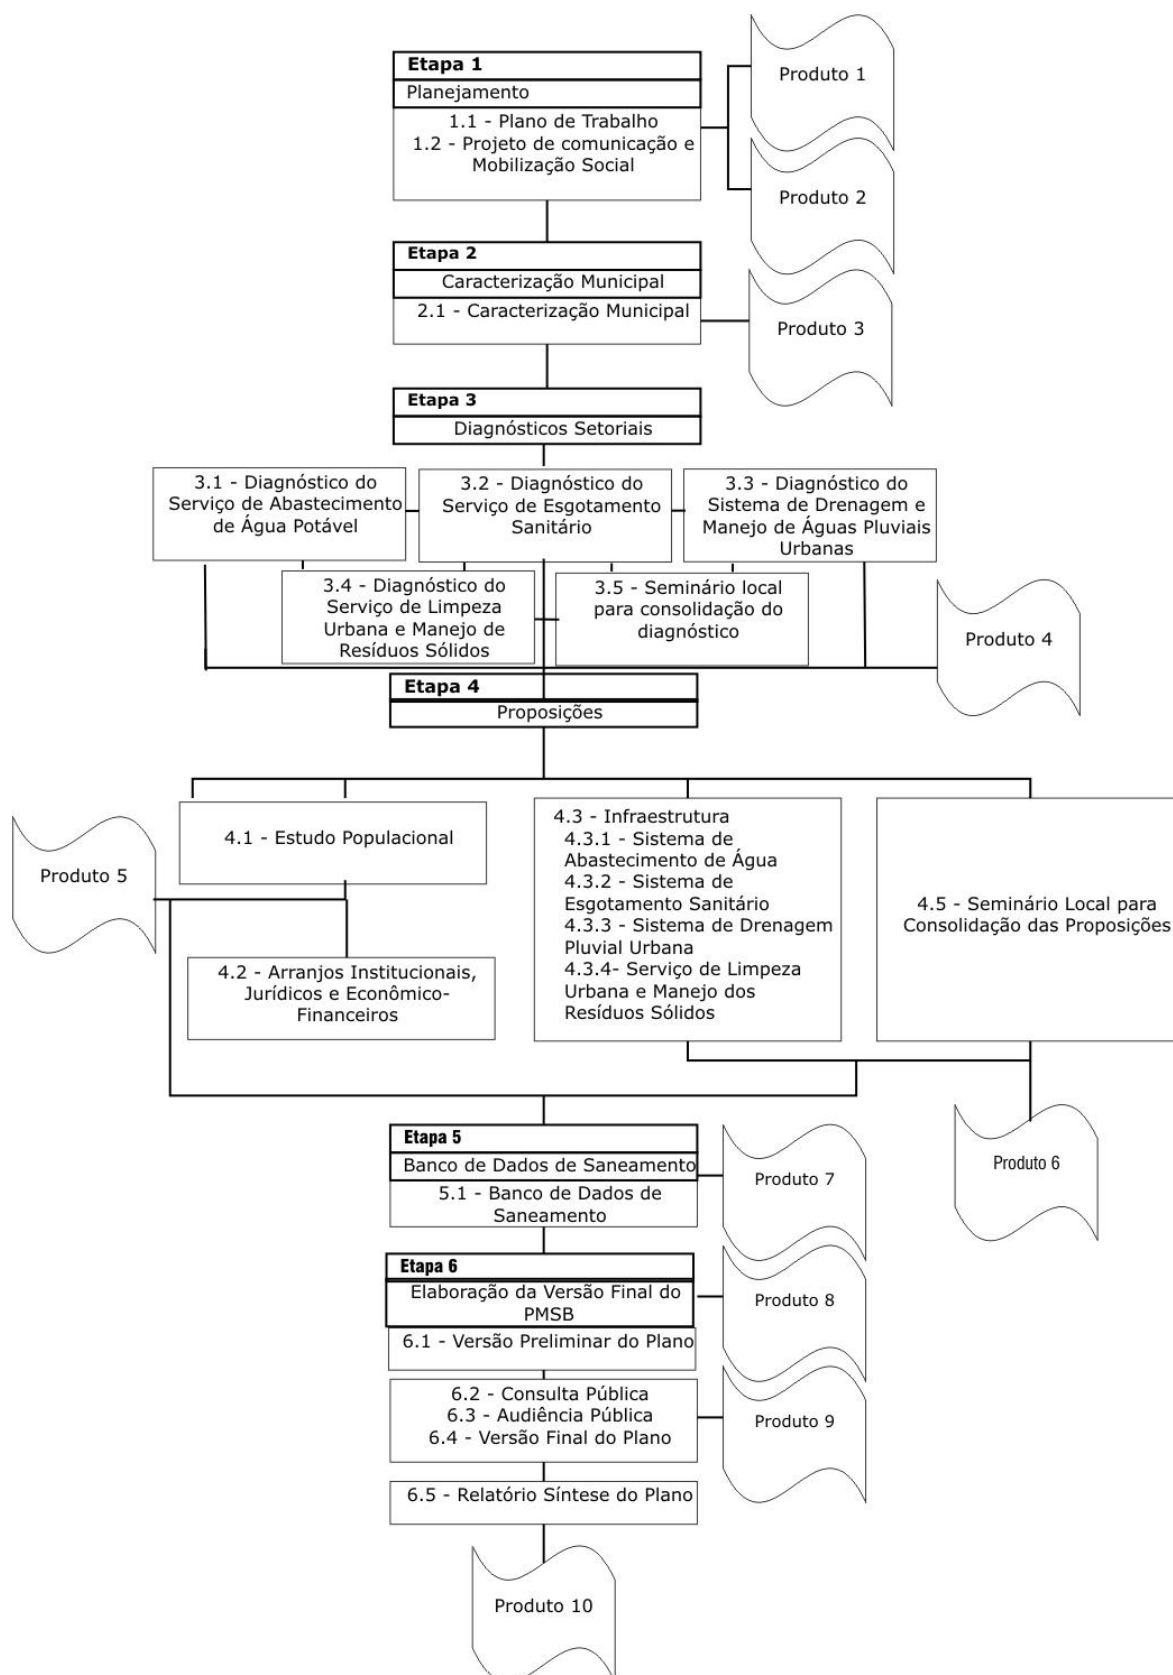 Etapa 1
Planejamento
1.1 - Plano de Trabalho
1.2 - Projeto de comunicação e
Mobilização Social
Produto 1
Produto 2
Etapa 2
Caracterização Municipal
2.1 - Caracterização Municipal
Produto 3
Etapa 3
Diagnósticos Setoriais
3.1 - Diagnóstico do
Serviço de Abastecimento
de Água Potável
3.2 - Diagnóstico do
Serviço de Esgotamento
Sanitário
3.3 - Diagnóstico do
Sistema de Drenagem e
Manejo de Águas Pluviais
Urbanas
3.4 - Diagnóstico do
Serviço de Limpeza
Urbana e Manejo de
Resíduos Sólidos
3.5 - Seminário local
para consolidação do
diagnóstico
Produto 4
Etapa 4
Proposições
4.1 - Estudo Populacional
Produto 5
4.2 - Arranjos Institucionais,
Jurídicos e Econômico-
Financeiros
4.3 - Infraestrutura
4.3.1 - Sistema de
Abastecimento de Água
4.3.2 - Sistema de
Esgotamento Sanitário
4.3.3 - Sistema de Drenagem
Pluvial Urbana
4.3.4- Serviço de Limpeza
Urbana e Manejo dos
Resíduos Sólidos
4.5 - Seminário Local para
Consolidação das Proposições
Produto 6
Etapa 5
Banco de Dados de Saneamento
5.1 - Banco de Dados de
Saneamento
Produto 7
Etapa 6
Elaboração da Versão Final do
PMSB
6.1 - Versão Preliminar do Plano
Produto 8
6.2 - Consulta Pública
6.3 - Audiência Pública
6.4 - Versão Final do Plano
Produto 9
6.5 - Relatório Síntese do Plano
Produto 10